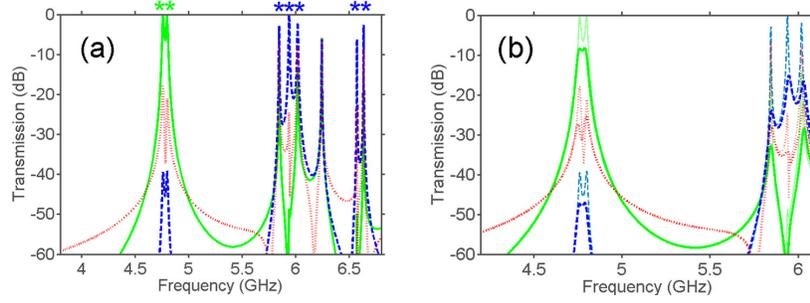 ** *** **
(a)
0
-10
-20
-30
-40
-50
-60
Transmission (dB)
4 4.5 5 5.5 6 6.5
Frequency (GHz)
(b)
0
-10
-20
-30
-40
-50
-60
Transmission (dB)
4.5 5 5.5 6
Frequency (GHz)